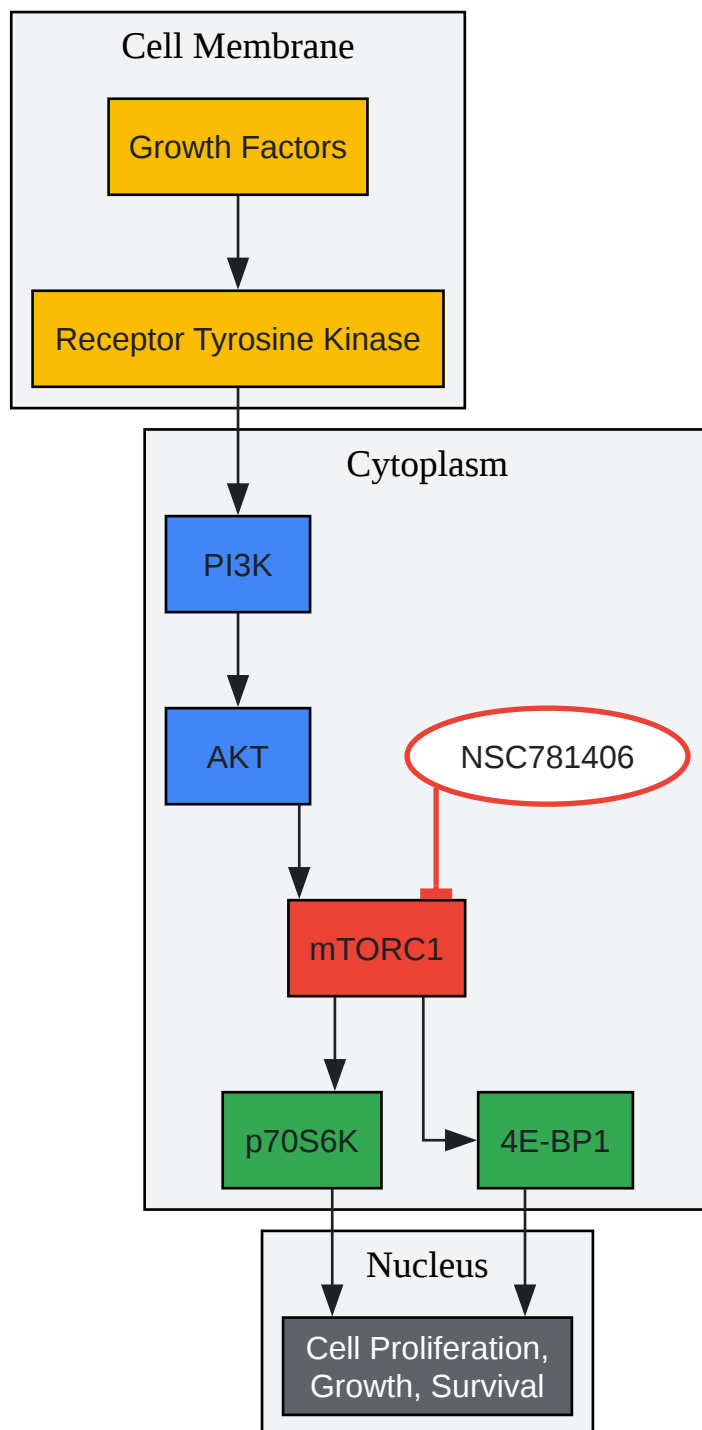 Cell Membrane
Growth Factors
Receptor Tyrosine Kinase
Cytoplasm
PI3K
AKT
NSC781406
mTORC1
p70S6K
4E-BP1
Nucleus
Cell Proliferation,
Growth, Survival